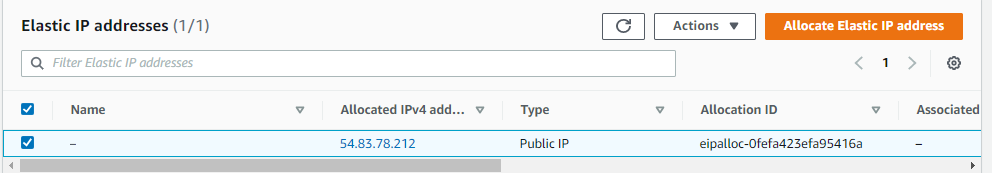 Elastic IP addresses (1/1) Actions Allocate Elastic IP address
Filter Elastic IP addresses 1
Name Allocated IPv4 add... Type Allocation ID Associated
– 54.83.78.212 Public IP eipalloc-0fefa423efa95416a –